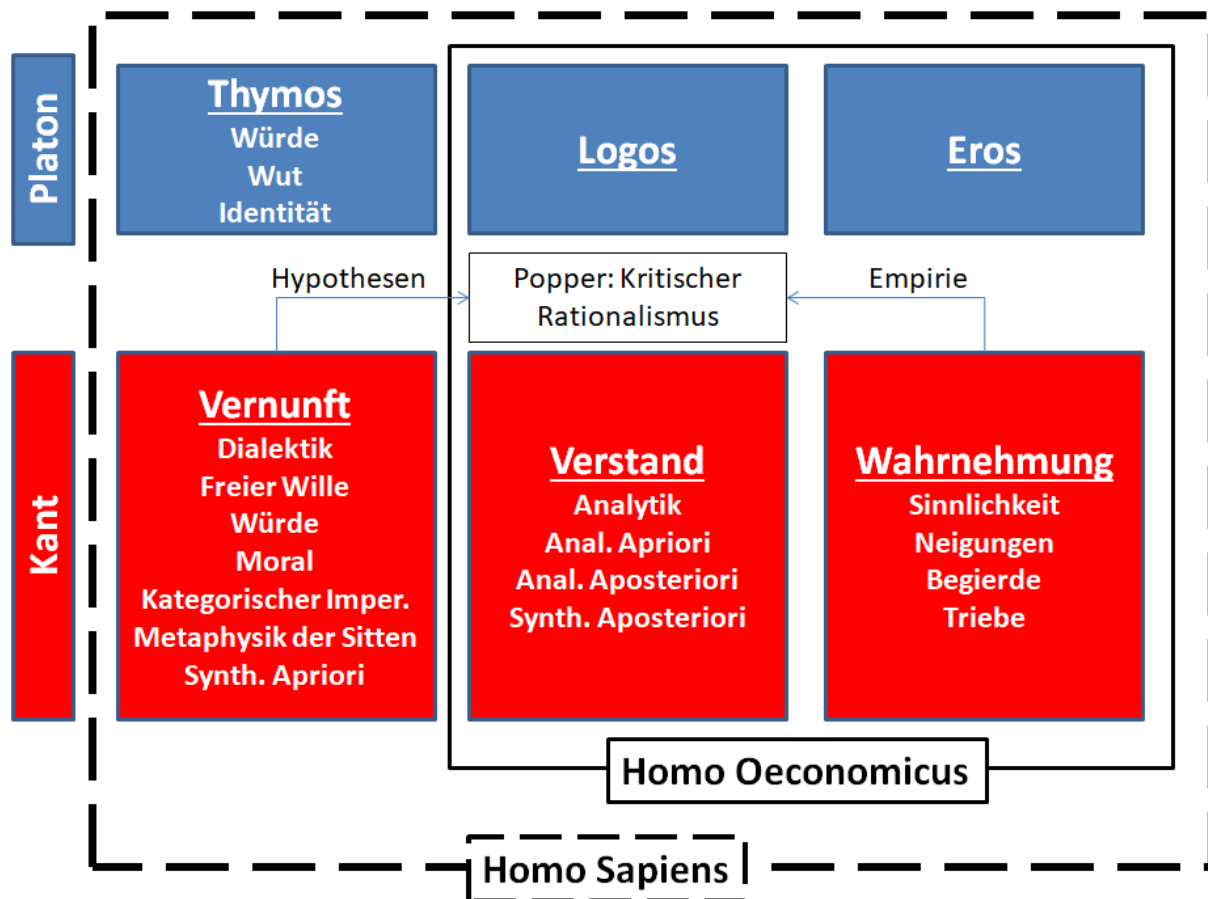 Platon
Thymos
Würde
Wut
Identität
Logos
Eros
Hypothesen
Popper: Kritischer
Rationalismus
Empirie
Kant
Vernunft
Dialektik
Freier Wille
Würde
Moral
Kategorischer Imper.
Metaphysik der Sitten
Synth. Apriori
Verstand
Analytik
Anal. Apriori
Anal. Aposteriori
Synth. Aposteriori
Wahrnehmung
Sinnlichkeit
Neigungen
Begierde
Triebe
Homo Oeconomicus
Homo Sapiens